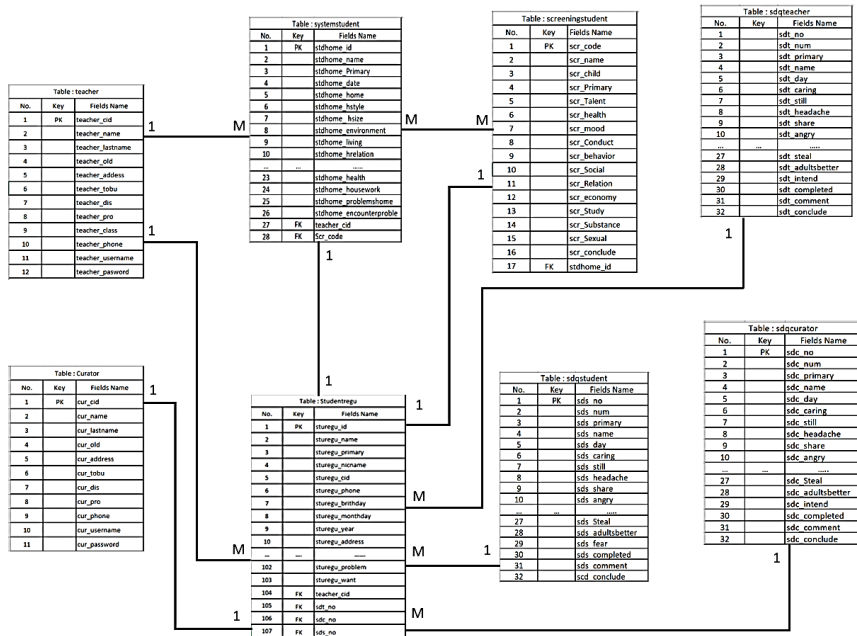 Table : teacher
No. Key Fields Name
1 PK teacher_cid
2 teacher_name
3 teacher_lastname
4 teacher_old
5 teacher_addess
6 teacher_tobu
7 teacher_dis
8 teacher_pro
9 teacher_class
10 teacher_phone
11 teacher_username
12 teacher_pasword
Table : systemstudent
No. Key Fields Name
1 PK stdhome_id
2 stdhome_name
3 stdhome_Primary
4 stdhome_date
5 stdhome_home
6 stdhome_hstyle
7 stdhome_hsize
8 stdhome_environment
9 stdhome_living
10 stdhome_hrelation
... ... ......
23 stdhome_health
24 stdhome_housework
25 stdhome_problemshome
26 stdhome_encounterproble
27 FK teacher_cid
28 FK Scr_code
Table : screeningstudent
No. Key Fields Name
1 PK scr_code
2 scr_name
3 scr_child
4 scr_Primary
5 scr_Talent
6 scr_health
7 scr_mood
8 scr_Conduct
9 scr_behavior
10 scr_Social
11 scr_Relation
12 scr_economy
13 scr_Study
14 scr_Substance
15 scr_Sexual
16 scr_conclude
17 FK stdhome_id
Table : sdqteacher
No. Key Fields Name
1 sdt_no
2 sdt_num
3 sdt_primary
4 sdt_name
5 sdt_day
6 sdt_caring
7 sdt_still
8 sdt_headache
9 sdt_share
10 sdt_angry
... ... .....
27 sdt_steal
28 sdt_adultsbetter
29 sdt_intend
30 sdt_completed
31 sdt_comment
32 sdt_conclude
Table : Curator
No. Key Fields Name
1 PK cur_cid
2 cur_name
3 cur_lastname
4 cur_old
5 cur_address
6 cur_tobu
7 cur_dis
8 cur_pro
9 cur_phone
10 cur_username
11 cur_password
Table : Studentregu
No. Key Fields Name
1 PK sturegu_id
2 sturegu_name
3 sturegu_primary
4 sturegu_nicname
5 sturegu_cid
6 sturegu_phone
7 sturegu_brithday
8 sturegu_monthday
9 sturegu_year
10 sturegu_address
... ... ......
102 sturegu_problem
103 sturegu_want
104 FK teacher_cid
105 FK sdt_no
106 FK sdc_no
107 FK sds_no
Table : sdqstudent
No. Key Fields Name
1 PK sds_no
2 sds_num
3 sds_primary
4 sds_name
5 sds_day
6 sds_caring
7 sds_still
8 sds_headache
9 sds_share
10 sds_angry
... ... .....
27 sds_Steal
28 sds_adultsbetter
29 sds_fear
30 sds_completed
31 sds_comment
32 scd_conclude
Table : sdqcurator
No. Key Fields Name
1 PK sdc_no
2 sdc_num
3 sdc_primary
4 sdc_name
5 sdc_day
6 sdc_caring
7 sdc_still
8 sdc_headache
9 sdc_share
10 sdc_angry
... ... .....
27 sdc_Steal
28 sdc_adultsbetter
29 sdc_intend
30 sdc_completed
31 sdc_comment
32 sdc_conclude
1
M
M
M
1
1
1
1
1
1
1
M
M
M
1
1
M
1